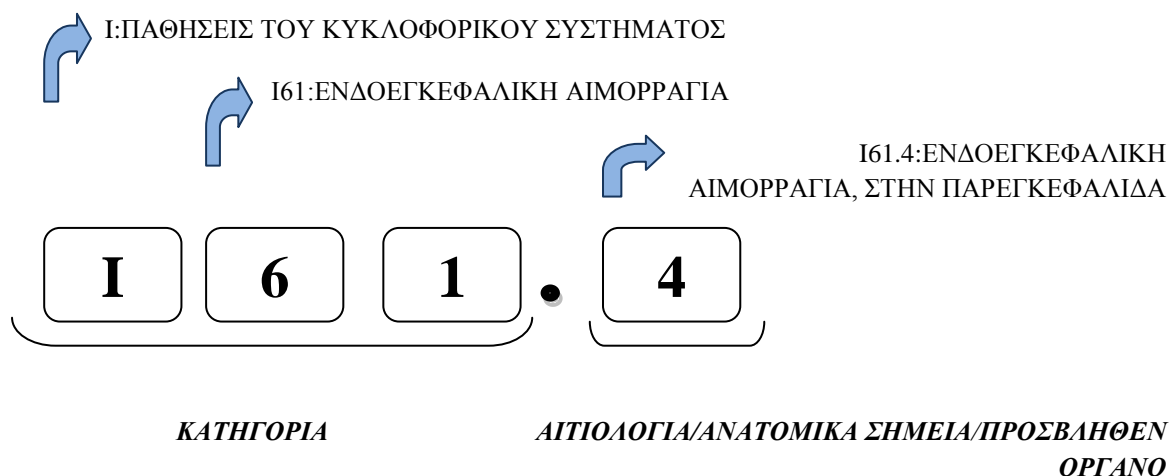 I:ΠΑΘΗΣΕΙΣ ΤΟΥ ΚΥΚΛΟΦΟΡΙΚΟΥ ΣΥΣΤΗΜΑΤΟΣ
I61:ΕΝΔΟΕΓΚΕΦΑΛΙΚΗ ΑΙΜΟΡΡΑΓΙΑ
I61.4:ΕΝΔΟΕΓΚΕΦΑΛΙΚΗ
ΑΙΜΟΡΡΑΓΙΑ, ΣΤΗΝ ΠΑΡΕΓΚΕΦΑΛΙΔΑ
I 6 1 . 4
ΚΑΤΗΓΟΡΙΑ ΑΙΤΙΟΛΟΓΙΑ/ΑΝΑΤΟΜΙΚΑ ΣΗΜΕΙΑ/ΠΡΟΣΒΛΗΘΕΝ
ΟΡΓΑΝΟ